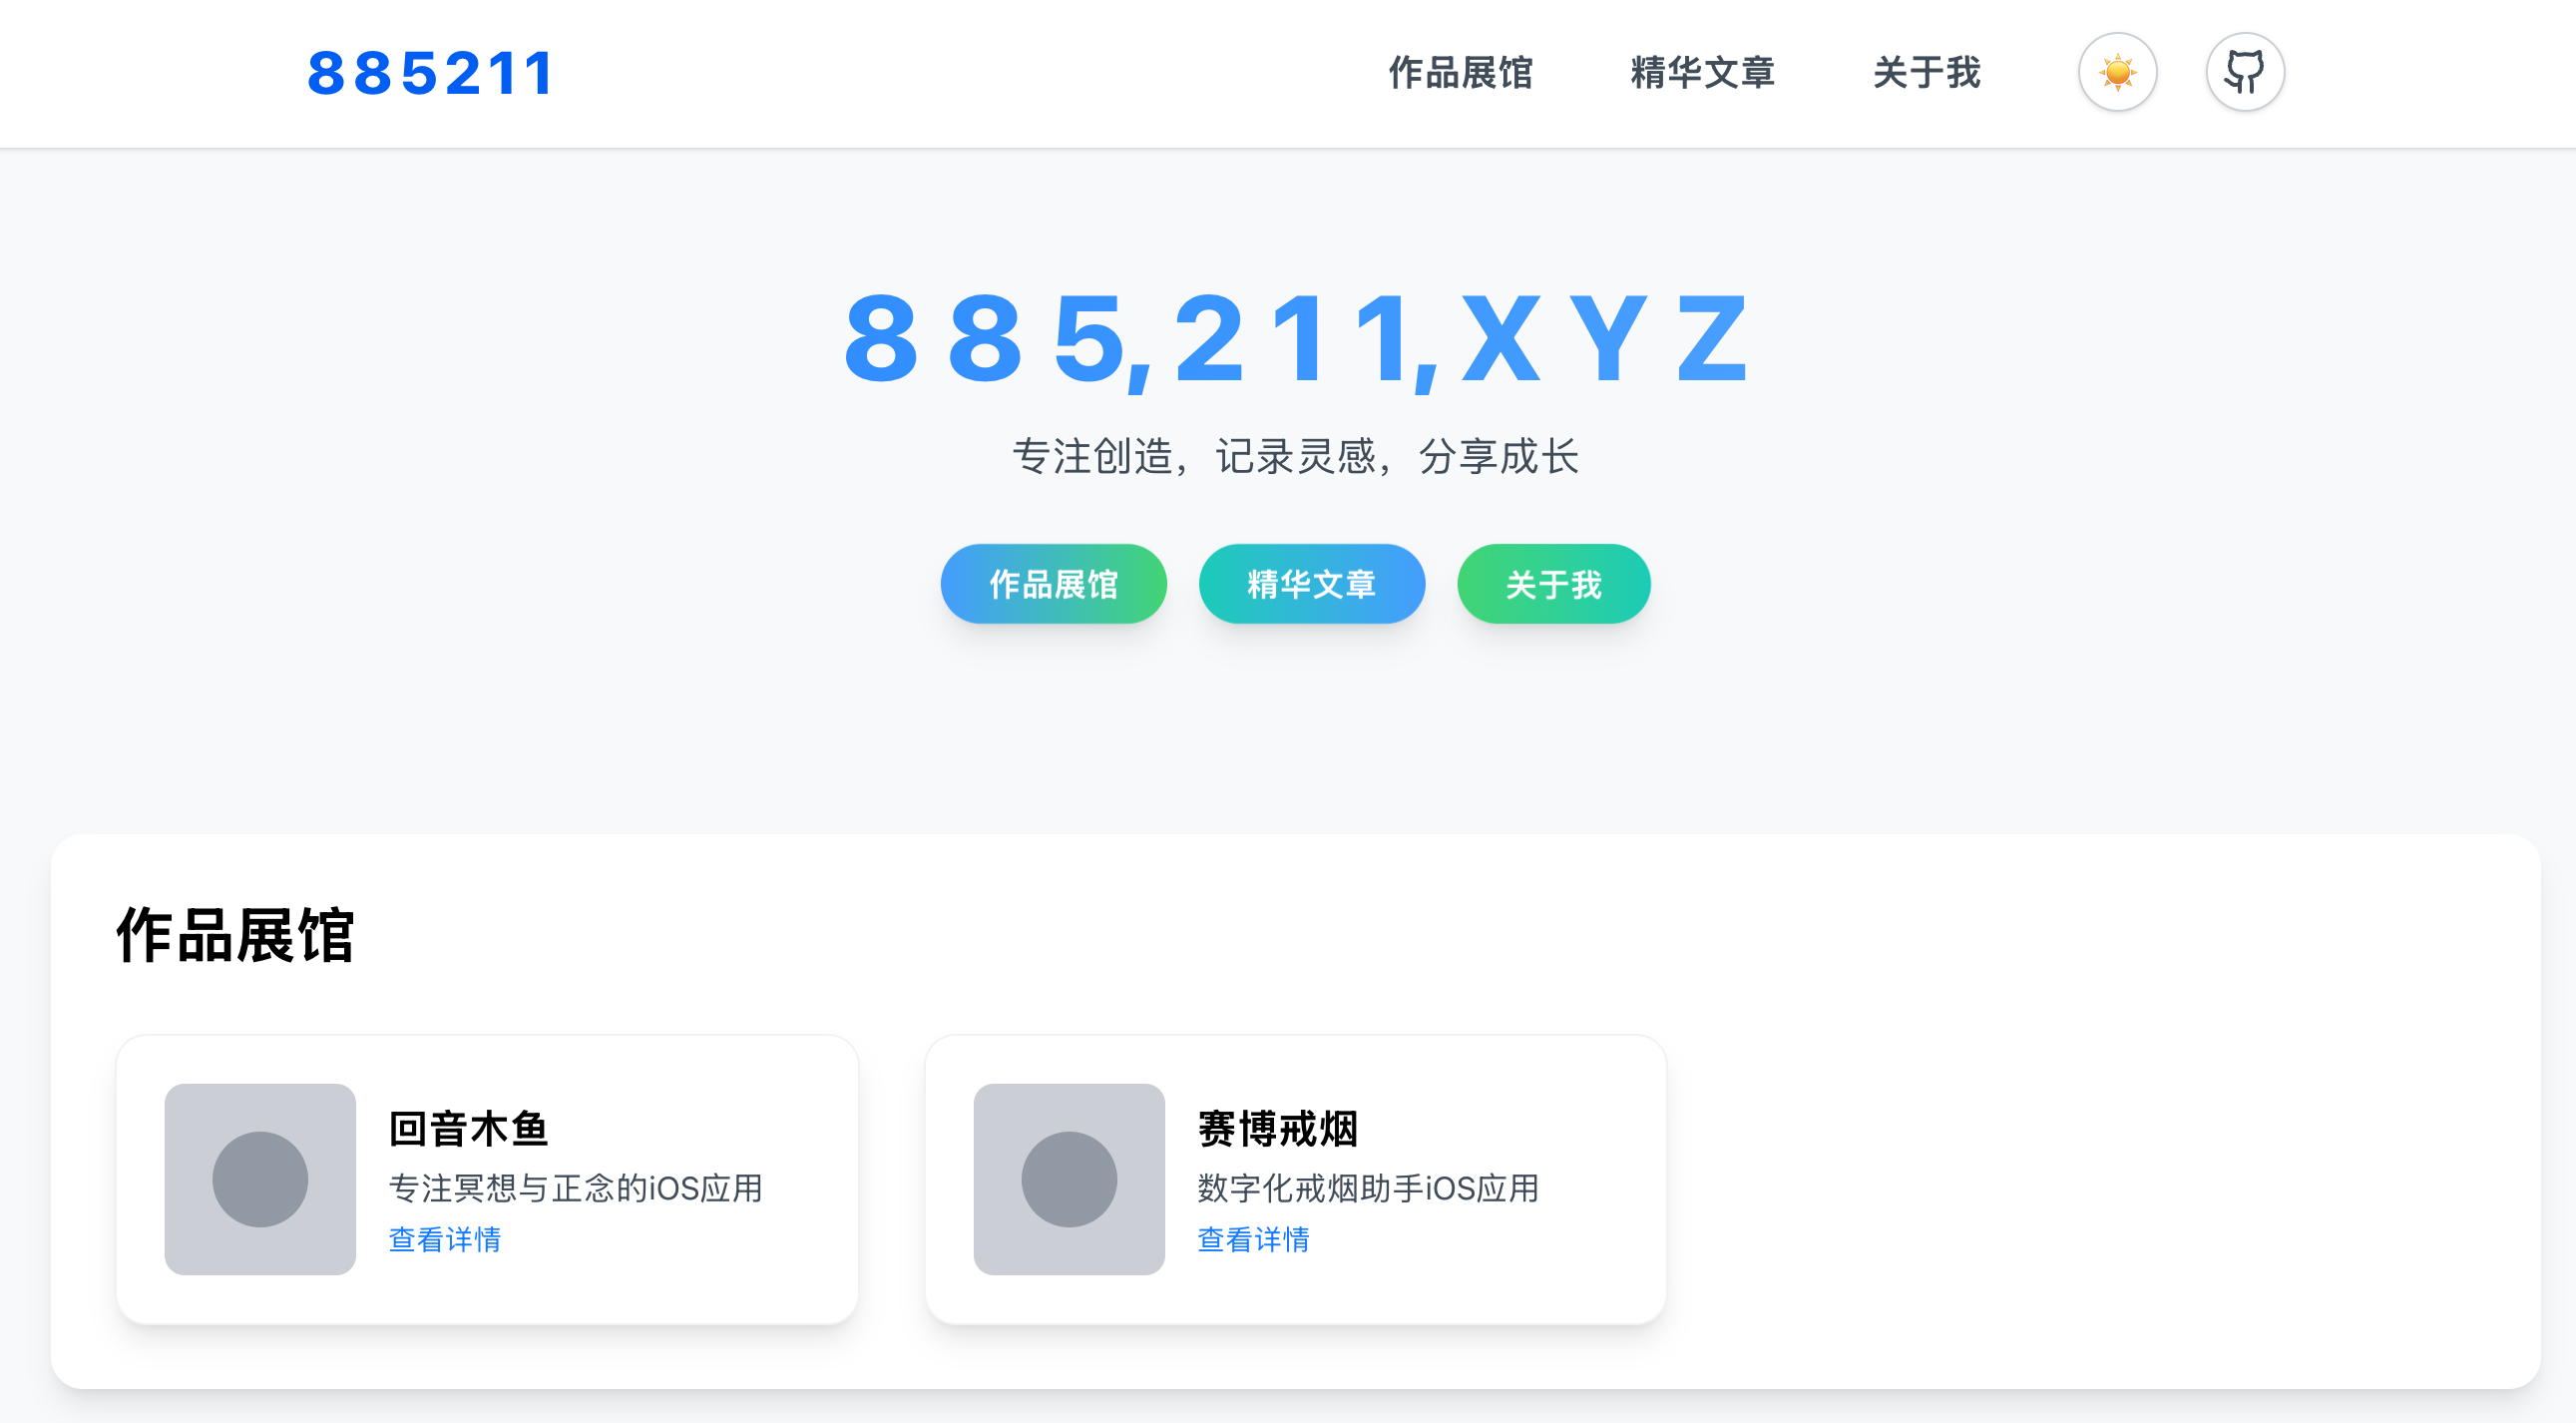 885211
作品展馆 精华文章 关于我
885,211,XYZ
专注创造，记录灵感，分享成长
作品展馆 精华文章 关于我
作品展馆
回音木鱼
专注冥想与正念的iOS应用
查看详情
赛博戒烟
数字化戒烟助手iOS应用
查看详情